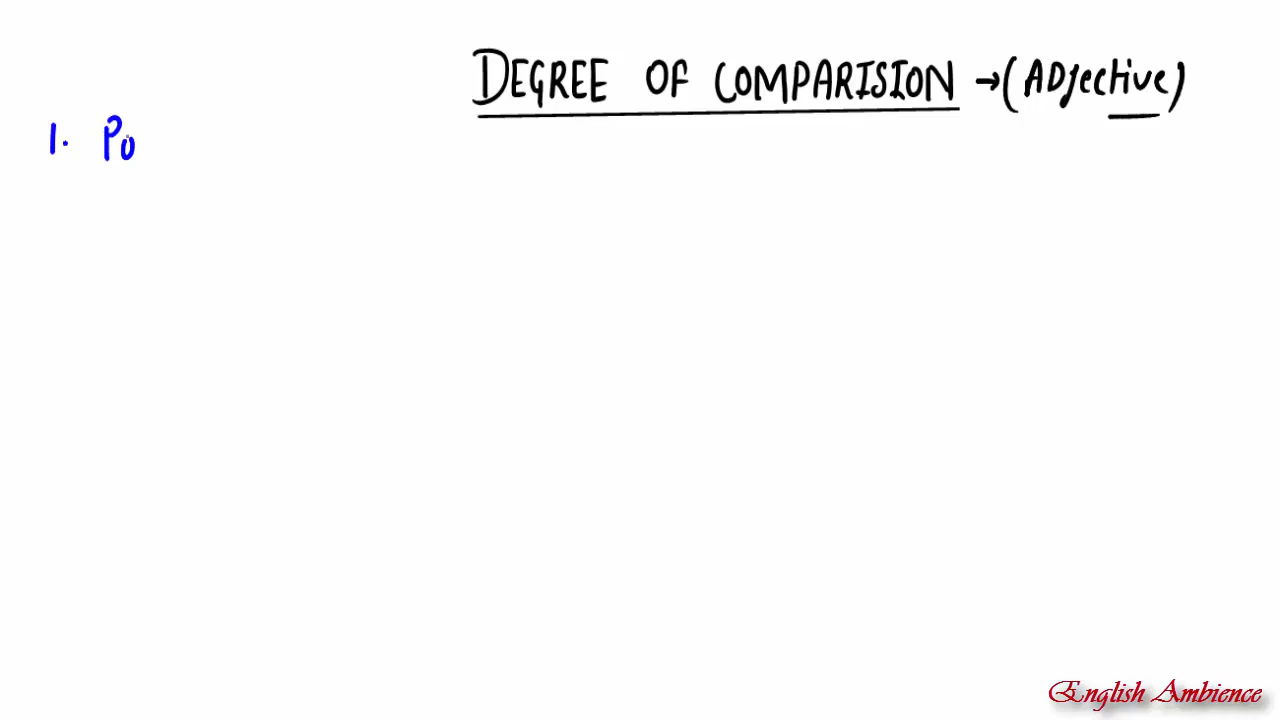 DEGREE OF COMPARISION → (ADjective)
1. Po
English Ambience